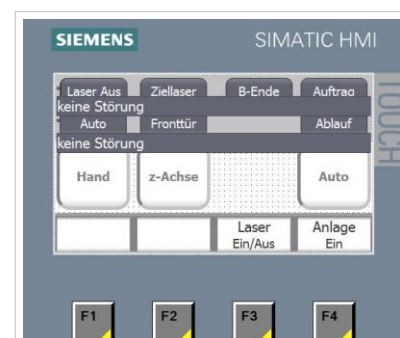 SIEMENS
SIMATIC HMI
TOUCH
Laser Aus
Ziellaser
B-Ende
Auftrag
keine Störung
Auto
Fronttür
Ablauf
keine Störung
Hand
z-Achse
Auto
Laser
Ein/Aus
Anlage
Ein
F1
F2
F3
F4